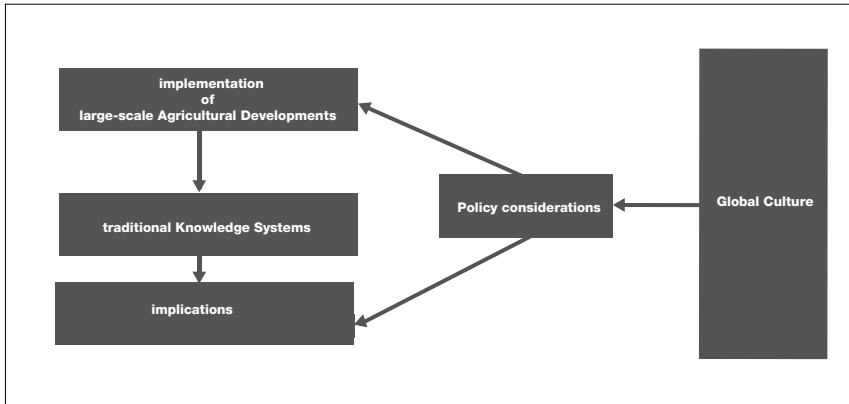 implementation
of
large-scale Agricultural Developments
traditional Knowledge Systems
implications
Policy considerations
Global Culture